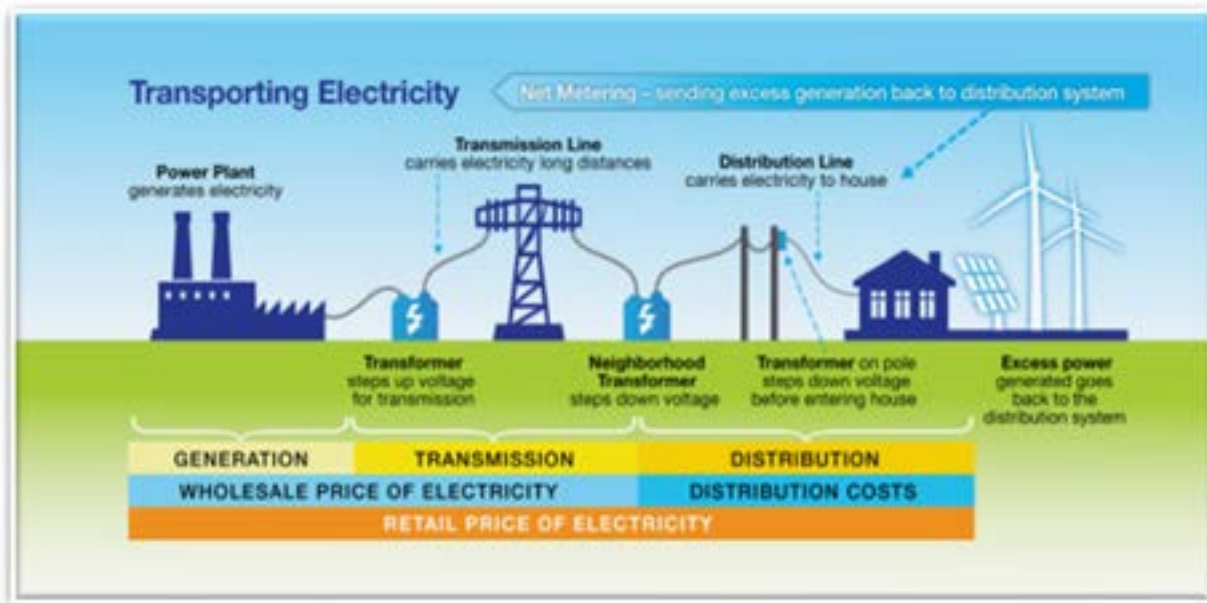 Transporting Electricity
Net Metering – sending excess generation back to distribution system
Power Plant
generates electricity
Transmission Line
carries electricity long distances
Distribution Line
carries electricity to house
Transformer
steps up voltage
for transmission
Neighborhood
Transformer
steps down voltage
Transformer on pole
steps down voltage
before entering house
Excess power
generated goes
back to the
distribution system
GENERATION
TRANSMISSION
DISTRIBUTION
WHOLESALE PRICE OF ELECTRICITY
DISTRIBUTION COSTS
RETAIL PRICE OF ELECTRICITY